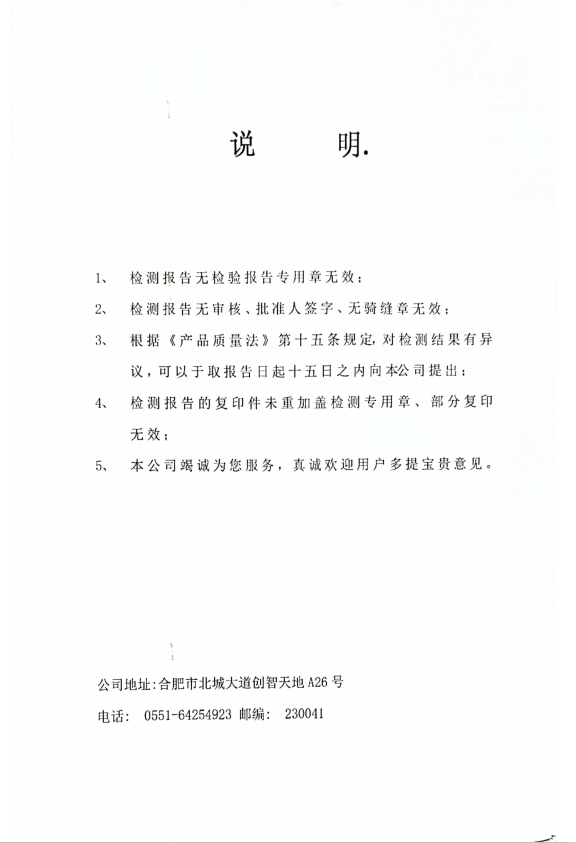 说 明.
1、 检测报告无检验报告专用章无效;
2、 检测报告无审核、批准人签字、无骑缝章无效;
3、 根据《产品质量法》第十五条规定,对检测结果有异
议,可以于取报告日起十五日之内向本公司提出;
4、 检测报告的复印件未重加盖检测专用章、部分复印
无效;
5、 本公司竭诚为您服务,真诚欢迎用户多提宝贵意见。
公司地址:合肥市北城大道创智天地 A26 号
电话: 0551-64254923 邮编: 230041